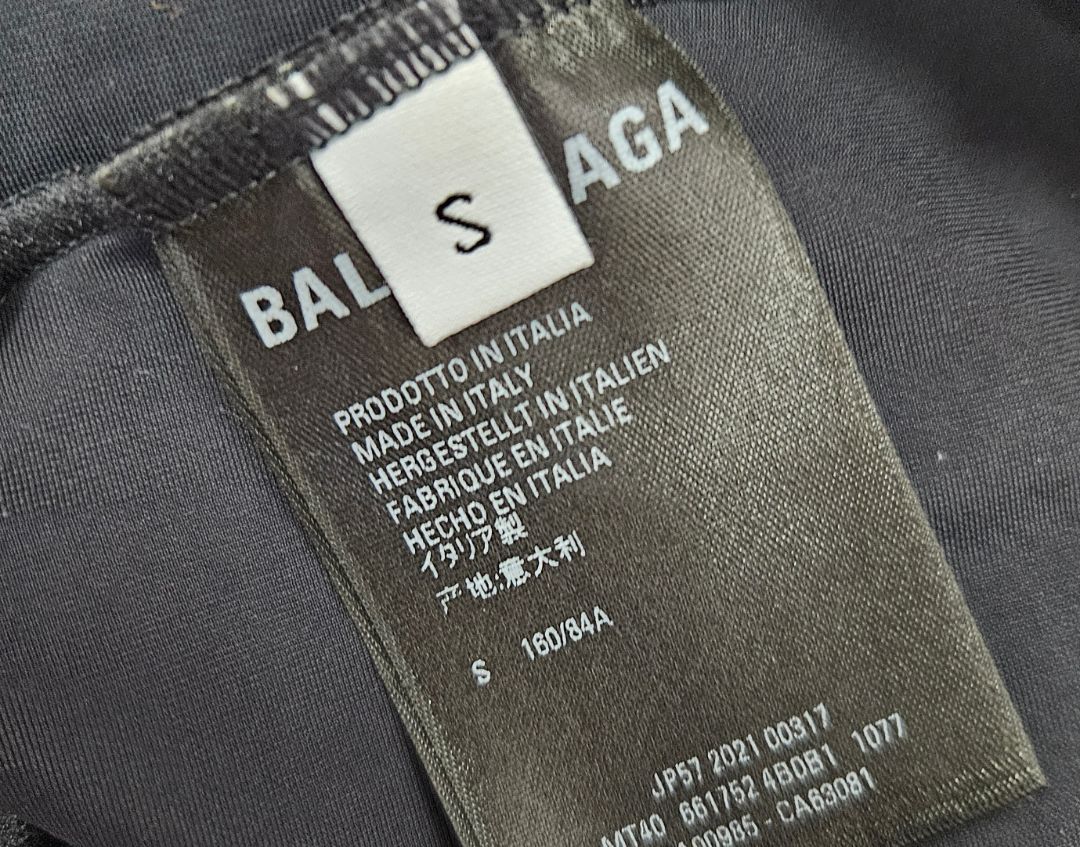 S
BAL AGA
PRODOTTO IN ITALIA
MADE IN ITALY
HERGESTELLT IN ITALIEN
FABRIQUE EN ITALIE
HECHO EN ITALIA
イタリア製
产地:意大利
S 160/84A
JP57 2021 00317
MT40 661752 4B0B1 1077
A00985 - CA63081